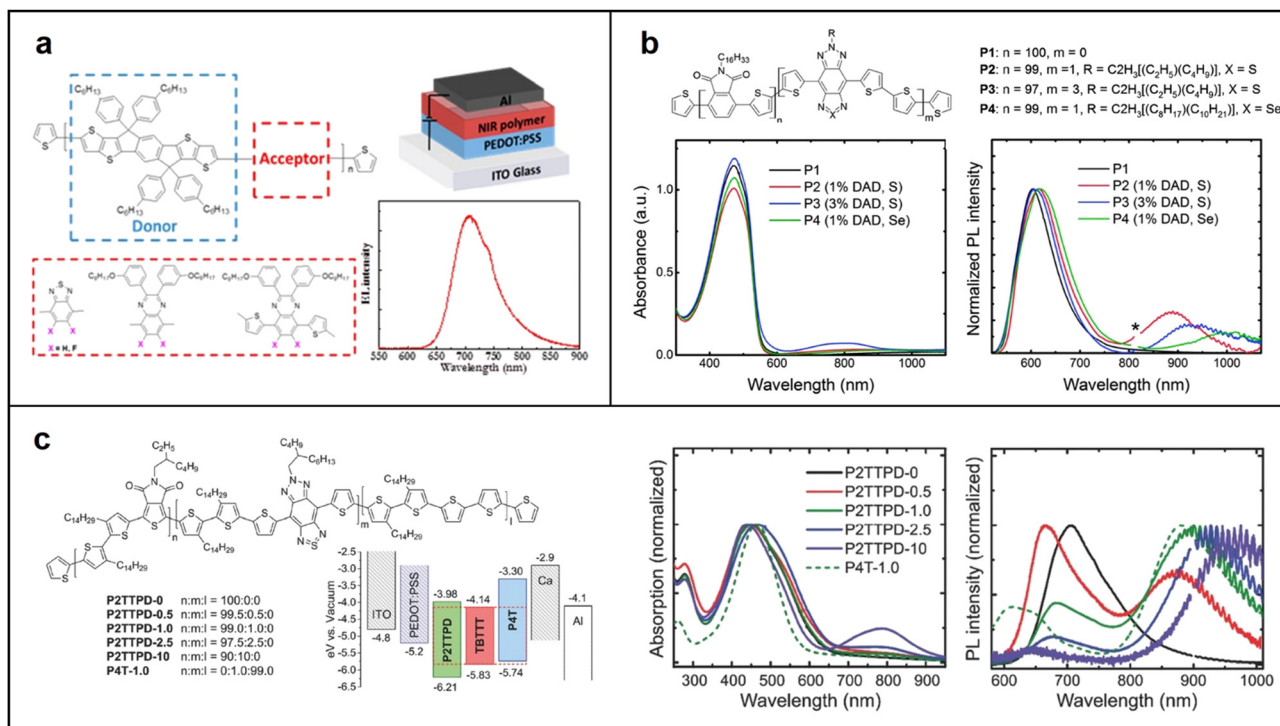 a
C₆H₁₃
C₆H₁₃
S
S
S
S
S
S
Acceptor
n
C₆H₁₃
C₆H₁₃
Donor
Al
NIR polymer
PEDOT:PSS
ITO Glass
C₈H₁₇O
OC₈H₁₇
C₈H₁₇O
OC₈H₁₇
S
N
N
N
N
N
N
S
S
X
X
X
X
X
X
X = H, F
EL intensity
550
600
650
700
750
800
850
900
Wavelength (nm)
b
C₁₆H₃₃
O
N
O
S
S
n
R
N
N
N
S
S
S
N
N
X
m
S
P1: n = 100, m = 0
P2: n = 99, m =1, R = C2H₃[(C₂H₅)(C₄H₉)], X = S
P3: n = 97, m = 3, R = C2H₃[(C₂H₅)(C₄H₉)], X = S
P4: n = 99, m = 1, R = C2H₃[(C₈H₁₇)(C₁₀H₂₁)], X = Se
Absorbance (a.u.)
1.0
0.5
0.0
P1
P2 (1% DAD, S)
P3 (3% DAD, S)
P4 (1% DAD, Se)
400
600
800
1000
Wavelength (nm)
Normalized PL intensity
P1
P2 (1% DAD, S)
P3 (3% DAD, S)
P4 (1% DAD, Se)
*
600
700
800
900
1000
Wavelength (nm)
c
C₂H₅
C₄H₉
O
N
O
C₄H₉
C₆H₁₃
N
N
N
C₁₄H₂₉
C₁₄H₂₉
C₁₄H₂₉
S
S
S
S
S
S
S
S
S
S
S
n
m
l
N
S
N
C₁₄H₂₉
C₁₄H₂₉
S
S
C₁₄H₂₉
P2TTPD-0 n:m:l = 100:0:0
P2TTPD-0.5 n:m:l = 99.5:0.5:0
P2TTPD-1.0 n:m:l = 99.0:1.0:0
P2TTPD-2.5 n:m:l = 97.5:2.5:0
P2TTPD-10 n:m:l = 90:10:0
P4T-1.0 n:m:l = 0:1.0:99.0
eV vs. Vacuum
-2.5
-3.0
-3.5
-4.0
-4.5
-5.0
-5.5
-6.0
-6.5
ITO
-4.8
PEDOT:PSS
-5.2
-3.98
P2TTPD
-6.21
-4.14
TBTTT
-5.83
-3.30
P4T
-5.74
-2.9
Ca
-4.1
Al
Absorption (normalized)
P2TTPD-0
P2TTPD-0.5
P2TTPD-1.0
P2TTPD-2.5
P2TTPD-10
P4T-1.0
300
400
500
600
700
800
900
Wavelength (nm)
PL intensity (normalized)
600
700
800
900
1000
Wavelength (nm)